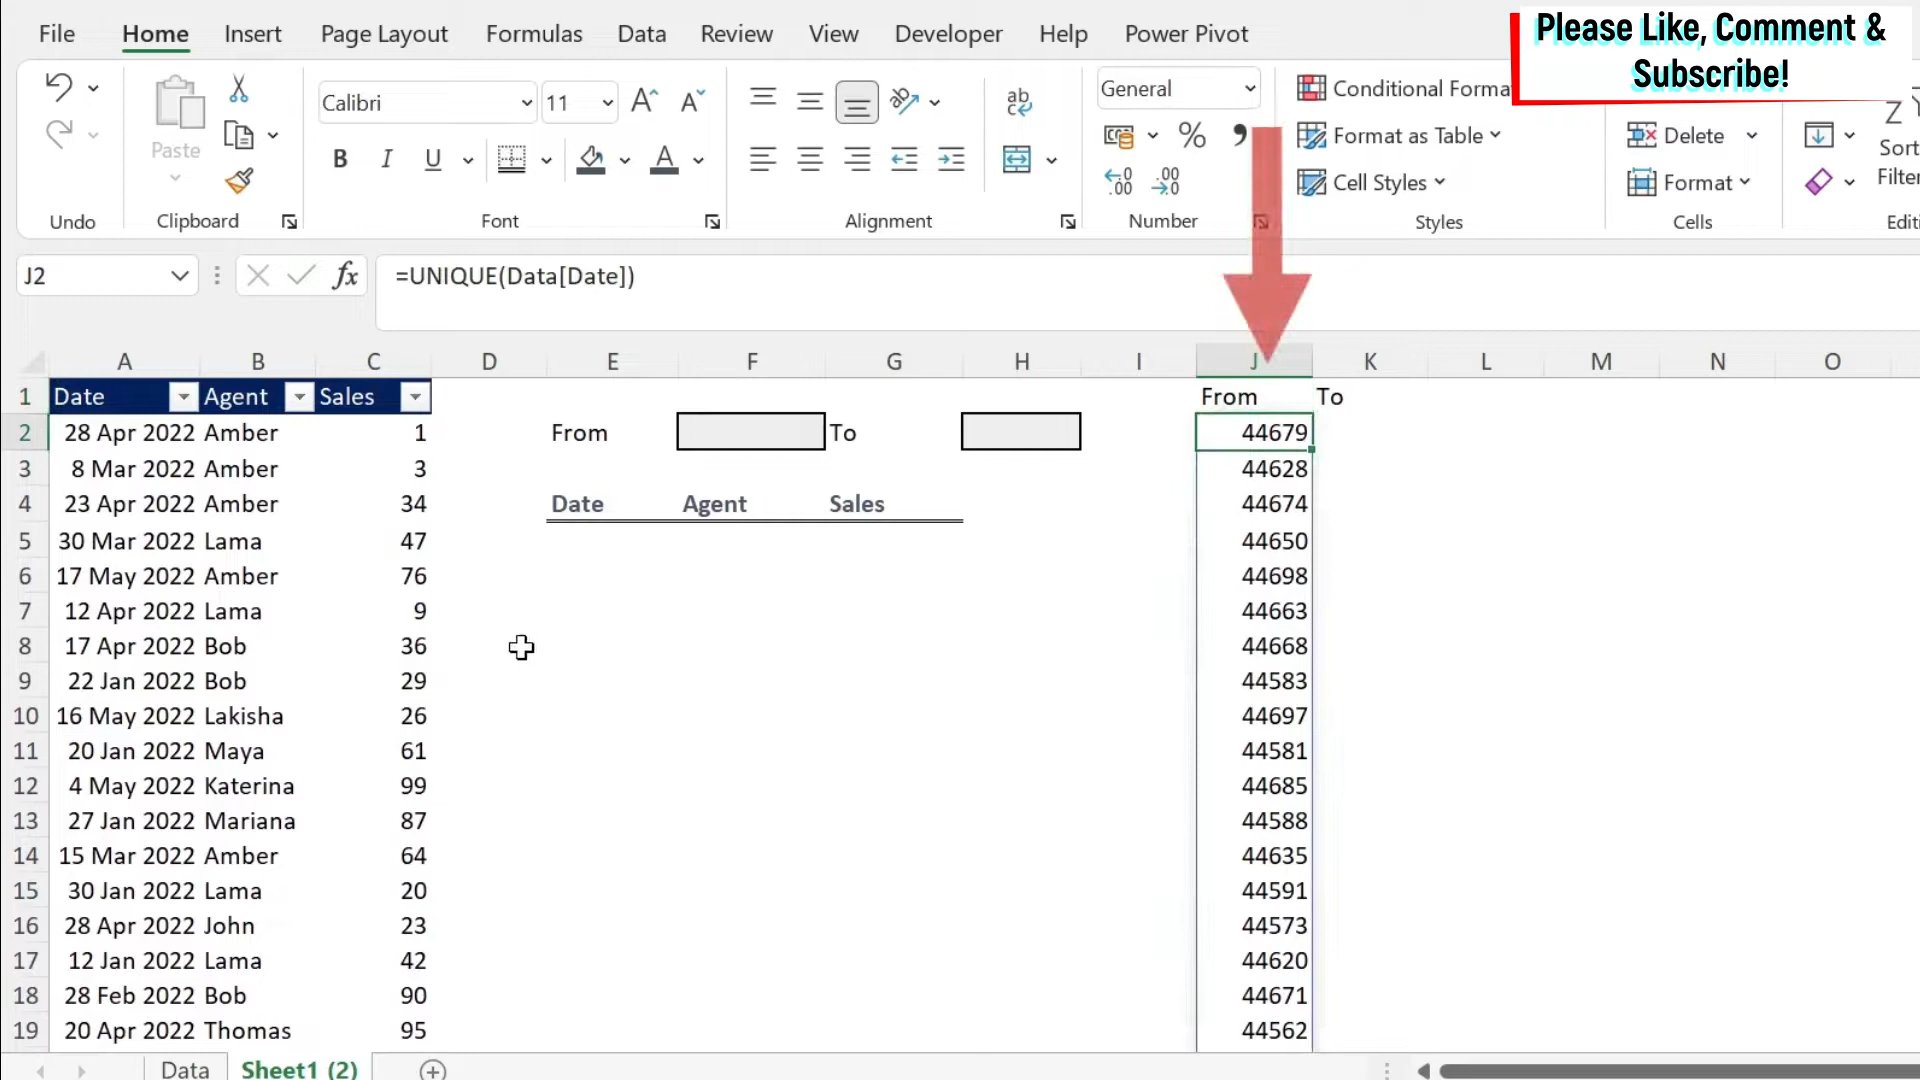 File Home Insert Page Layout Formulas Data Review View Developer Help Power Pivot
Please Like, Comment &
Subscribe!
Paste
Calibri 11
General
Conditional Forma
Format as Table
Cell Styles
Delete
Format
Sort
Filter
Undo Clipboard Font Alignment Number Styles Cells Editi
J2 fx =UNIQUE(Data[Date])
A B C D E F G H I J K L M N O
1 Date Agent Sales From To
2 28 Apr 2022 Amber 1 From To 44679
3 8 Mar 2022 Amber 3 44628
4 23 Apr 2022 Amber 34 Date Agent Sales 44674
5 30 Mar 2022 Lama 47 44650
6 17 May 2022 Amber 76 44698
7 12 Apr 2022 Lama 9 44663
8 17 Apr 2022 Bob 36 44668
9 22 Jan 2022 Bob 29 44583
10 16 May 2022 Lakisha 26 44697
11 20 Jan 2022 Maya 61 44581
12 4 May 2022 Katerina 99 44685
13 27 Jan 2022 Mariana 87 44588
14 15 Mar 2022 Amber 64 44635
15 30 Jan 2022 Lama 20 44591
16 28 Apr 2022 John 23 44573
17 12 Jan 2022 Lama 42 44620
18 28 Feb 2022 Bob 90 44671
19 20 Apr 2022 Thomas 95 44562
Data Sheet1 (2)